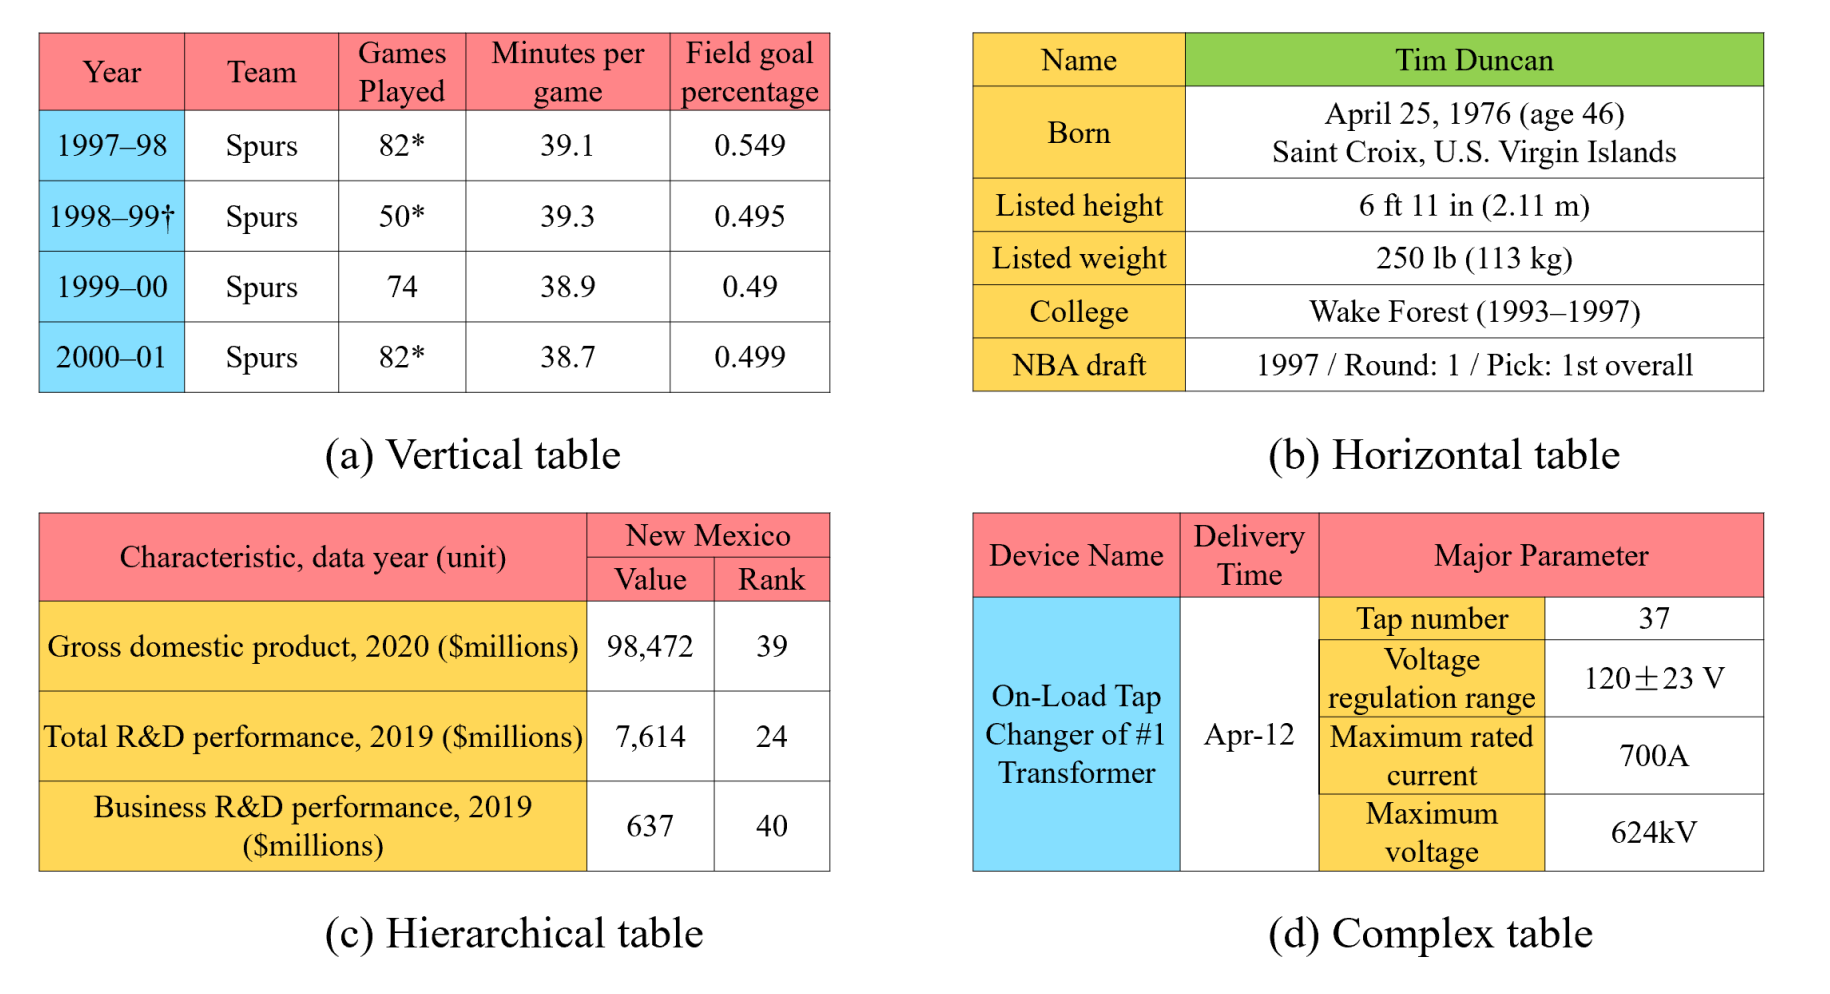 Year Team Games Played Minutes per game Field goal percentage
1997–98 Spurs 82* 39.1 0.549
1998–99† Spurs 50* 39.3 0.495
1999–00 Spurs 74 38.9 0.49
2000–01 Spurs 82* 38.7 0.499
(a) Vertical table
Name Tim Duncan
Born April 25, 1976 (age 46)
Saint Croix, U.S. Virgin Islands
Listed height 6 ft 11 in (2.11 m)
Listed weight 250 lb (113 kg)
College Wake Forest (1993–1997)
NBA draft 1997 / Round: 1 / Pick: 1st overall
(b) Horizontal table
Characteristic, data year (unit) New Mexico
Value Rank
Gross domestic product, 2020 ($millions) 98,472 39
Total R&D performance, 2019 ($millions) 7,614 24
Business R&D performance, 2019
($millions) 637 40
(c) Hierarchical table
Device Name Delivery Time Major Parameter
On-Load Tap
Changer of #1
Transformer
Apr-12
Tap number 37
Voltage
regulation range 120±23 V
Maximum rated
current 700A
Maximum
voltage 624kV
(d) Complex table